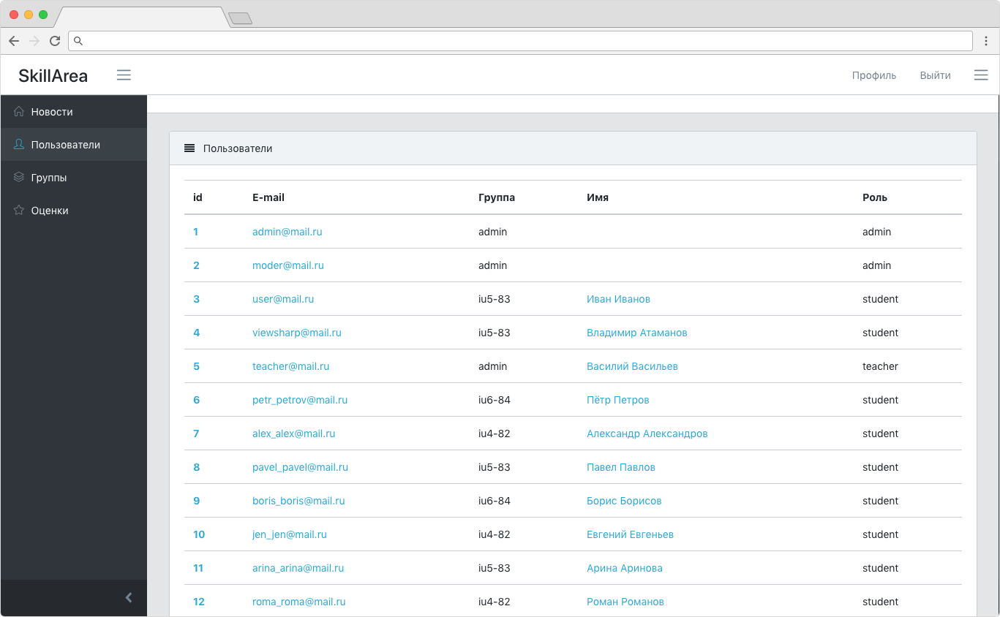 SkillArea Профиль Выйти
Новости
Пользователи
Группы
Оценки
Пользователи
id E-mail Группа Имя Роль
1 admin@mail.ru admin admin
2 moder@mail.ru admin admin
3 user@mail.ru iu5-83 Иван Иванов student
4 viewsharp@mail.ru iu5-83 Владимир Атаманов student
5 teacher@mail.ru admin Василий Васильев teacher
6 petr_petrov@mail.ru iu6-84 Пётр Петров student
7 alex_alex@mail.ru iu4-82 Александр Александров student
8 pavel_pavel@mail.ru iu5-83 Павел Павлов student
9 boris_boris@mail.ru iu6-84 Борис Борисов student
10 jen_jen@mail.ru iu4-82 Евгений Евгеньев student
11 arina_arina@mail.ru iu5-83 Арина Аринова student
12 roma_roma@mail.ru iu4-82 Роман Романов student